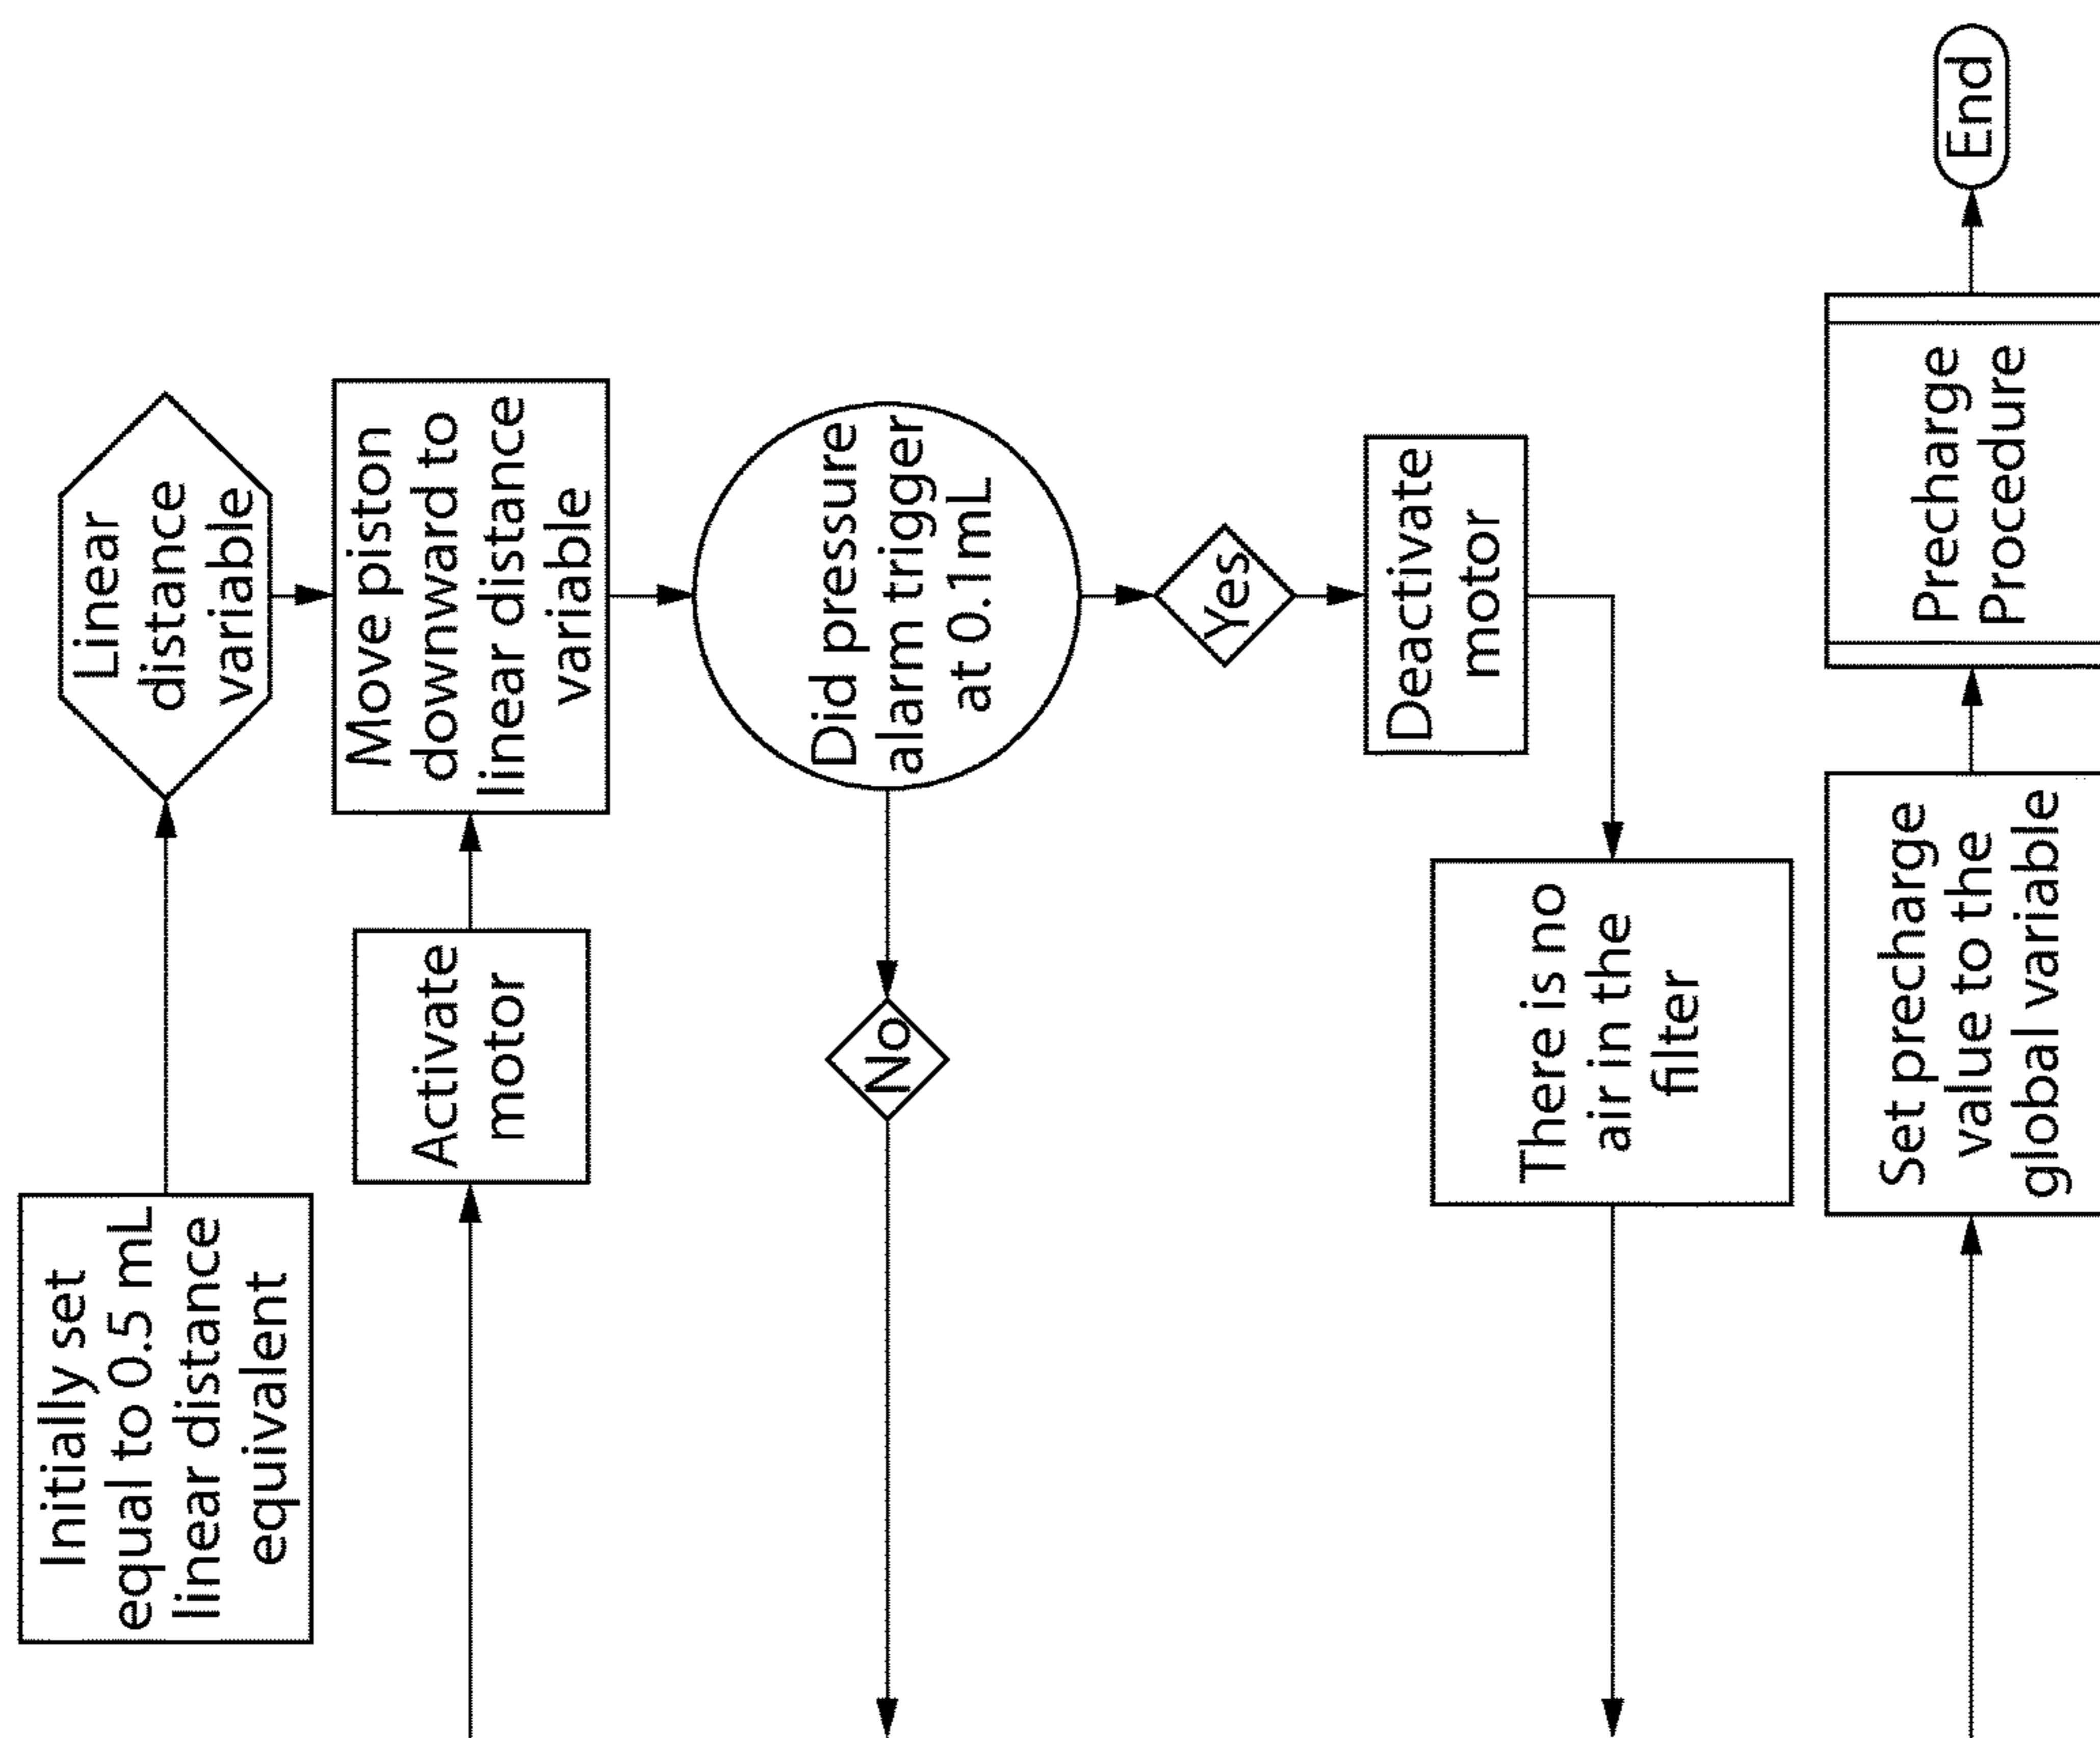 Initially set
equal to 0.5 mL
linear distance
equivalent
Linear
distance
variable
Activate
motor
Move piston
downward to
linear distance
variable
Did pressure
alarm trigger
at 0.1mL
No
Yes
Deactivate
motor
There is no
air in the
filter
Set precharge
value to the
global variable
Precharge
Procedure
End